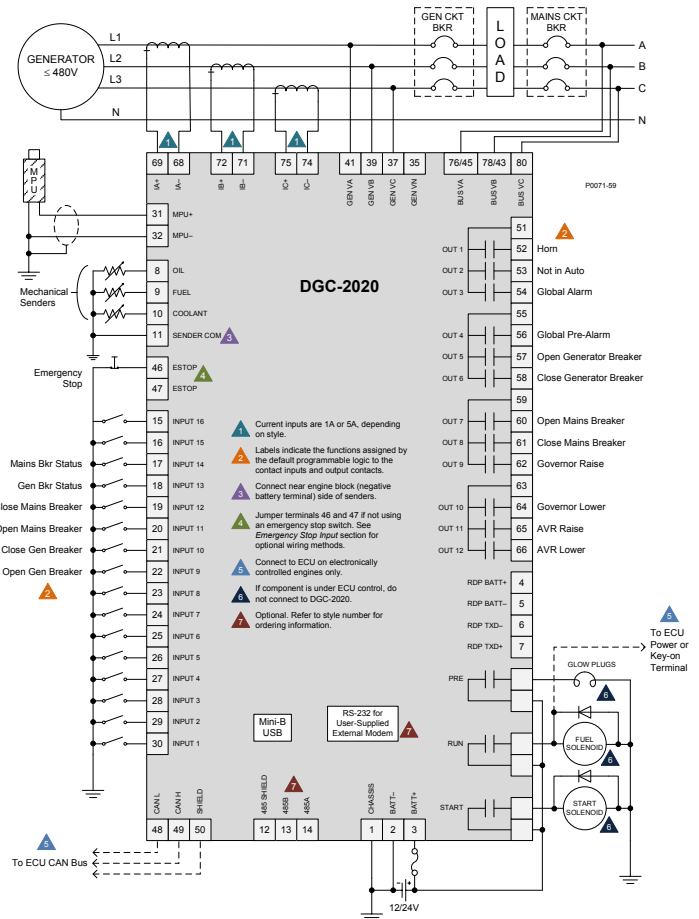 GEN CKT
BKR
MAINS CKT
BKR
L
O
A
D
GENERATOR
≤ 480V
L1
L2
L3
N
A
B
C
N
1
1
1
69
68
72
71
75
74
41
39
37
35
76/45
78/43
80
IA+
IA–
IB+
IB–
IC+
IC–
GEN VA
GEN VB
GEN VC
GEN VN
BUS VA
BUS VB
BUS VC
P0071-59
MPU
31 MPU+
32 MPU–
Mechanical
Senders
8 OIL
9 FUEL
10 COOLANT
11 SENDER COM
3
Emergency
Stop
46 ESTOP
47 ESTOP
4
DGC-2020
15 INPUT 16
16 INPUT 15
Mains Bkr Status 17 INPUT 14
Gen Bkr Status 18 INPUT 13
lose Mains Breaker 19 INPUT 12
Open Mains Breaker 20 INPUT 11
Close Gen Breaker 21 INPUT 10
Open Gen Breaker 22 INPUT 9
2
23 INPUT 8
24 INPUT 7
25 INPUT 6
26 INPUT 5
27 INPUT 4
28 INPUT 3
29 INPUT 2
30 INPUT 1
1 Current inputs are 1A or 5A, depending
on style.
2 Labels indicate the functions assigned by
the default programmable logic to the
contact inputs and output contacts.
3 Connect near engine block (negative
battery terminal) side of senders.
4 Jumper terminals 46 and 47 if not using
an emergency stop switch. See
Emergency Stop Input section for
optional wiring methods.
5 Connect to ECU on electronically
controlled engines only.
6 If component is under ECU control, do
not connect to DGC-2020.
7 Optional. Refer to style number for
ordering information.
51
2
OUT 1 52 Horn
OUT 2 53 Not in Auto
OUT 3 54 Global Alarm
55
OUT 4 56 Global Pre-Alarm
OUT 5 57 Open Generator Breaker
OUT 6 58 Close Generator Breaker
59
OUT 7 60 Open Mains Breaker
OUT 8 61 Close Mains Breaker
OUT 9 62 Governor Raise
63
OUT 10 64 Governor Lower
OUT 11 65 AVR Raise
OUT 12 66 AVR Lower
RDP BATT+ 4
RDP BATT– 5
RDP TXD– 6
RDP TXD+ 7
5
To ECU
Power or
Key-on
Terminal
PRE
GLOW PLUGS
6
RUN
FUEL
SOLENOID
6
START
START
SOLENOID
6
Mini-B
USB
RS-232 for
User-Supplied
External Modem
7
7
CAN L
CAN H
SHIELD
485 SHIELD
485B
485A
CHASSIS
BATT–
BATT+
48
49
50
12
13
14
1
2
3
5
To ECU CAN Bus
- +
12/24V